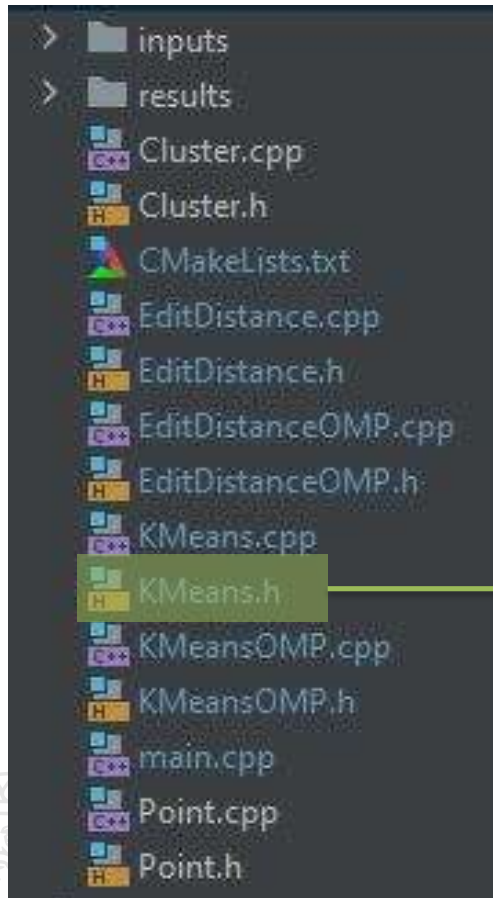 inputs
results
C++ Cluster.cpp
H Cluster.h
CMakeLists.txt
C++ EditDistance.cpp
H EditDistance.h
C++ EditDistanceOMP.cpp
H EditDistanceOMP.h
C++ KMeans.cpp
H KMeans.h
C++ KMeansOMP.cpp
H KMeansOMP.h
C++ main.cpp
C++ Point.cpp
H Point.h